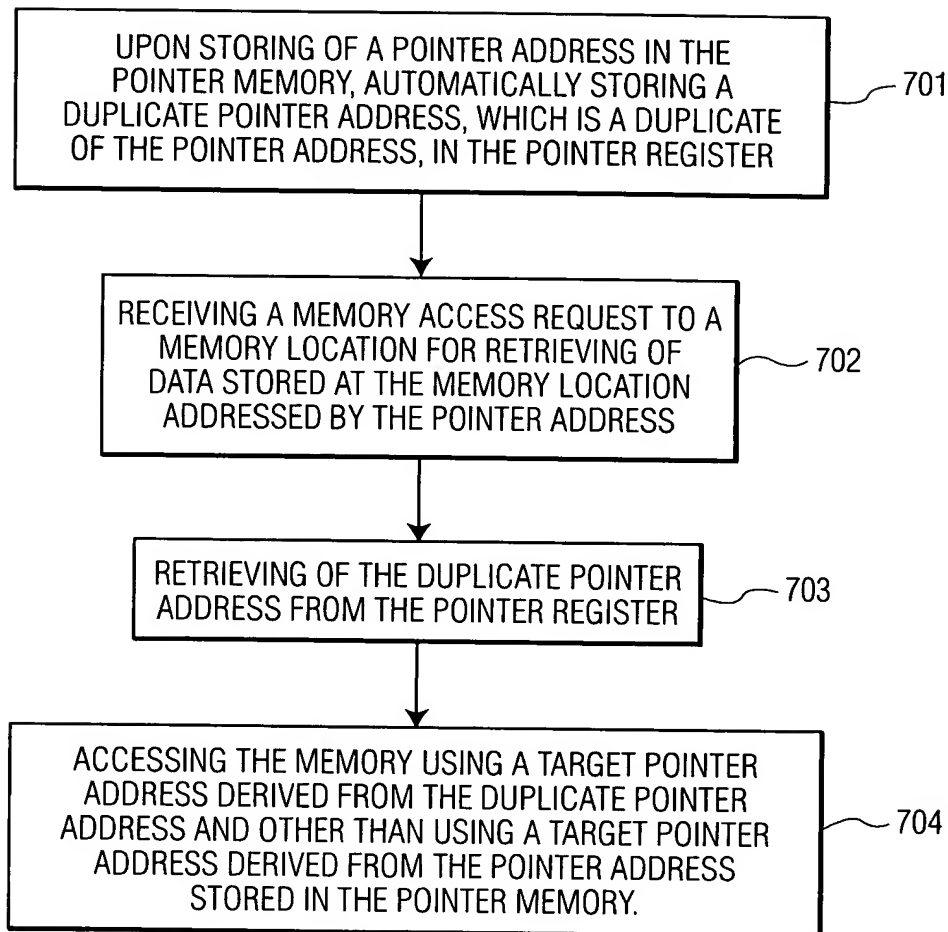 UPON STORING OF A POINTER ADDRESS IN THE
POINTER MEMORY, AUTOMATICALLY STORING A
DUPLICATE POINTER ADDRESS, WHICH IS A DUPLICATE
OF THE POINTER ADDRESS, IN THE POINTER REGISTER
701
RECEIVING A MEMORY ACCESS REQUEST TO A
MEMORY LOCATION FOR RETRIEVING OF
DATA STORED AT THE MEMORY LOCATION
ADDRESSED BY THE POINTER ADDRESS
702
RETRIEVING OF THE DUPLICATE POINTER
ADDRESS FROM THE POINTER REGISTER
703
ACCESSING THE MEMORY USING A TARGET POINTER
ADDRESS DERIVED FROM THE DUPLICATE POINTER
ADDRESS AND OTHER THAN USING A TARGET POINTER
ADDRESS DERIVED FROM THE POINTER ADDRESS
STORED IN THE POINTER MEMORY.
704